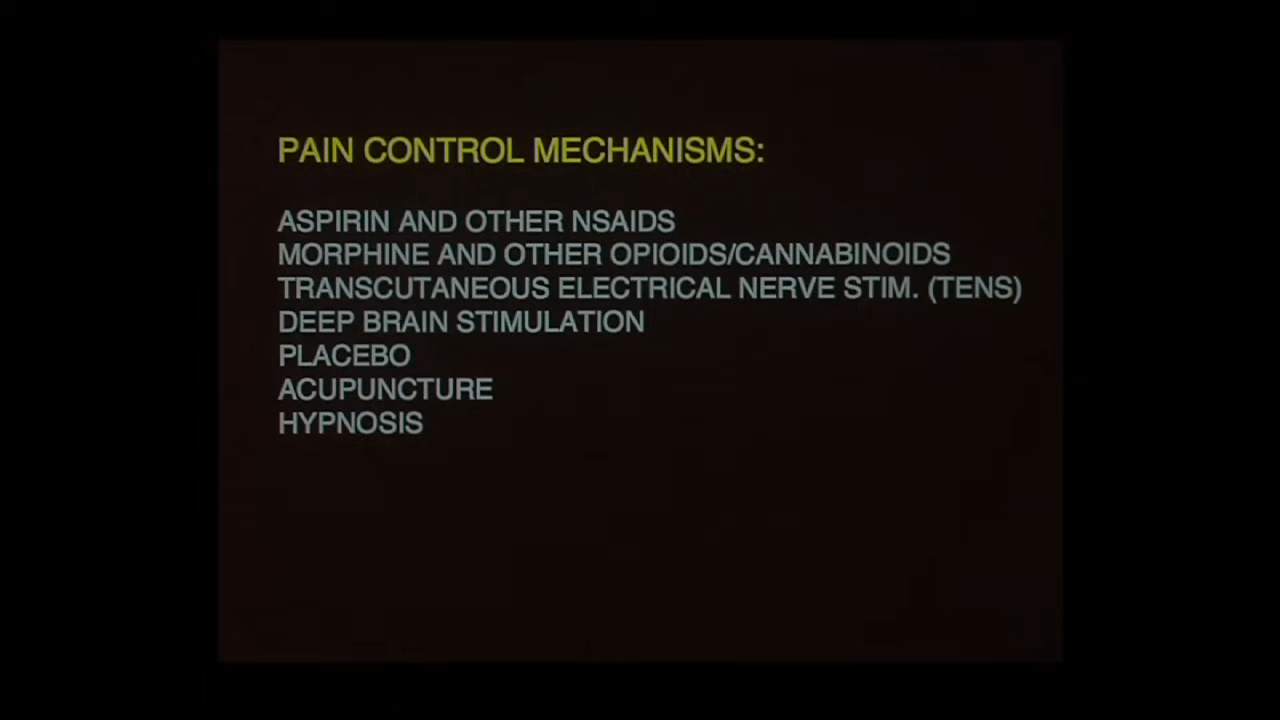 PAIN CONTROL MECHANISMS:
ASPIRIN AND OTHER NSAIDS
MORPHINE AND OTHER OPIOIDS/CANNABINOIDS
TRANSCUTANEOUS ELECTRICAL NERVE STIM. (TENS)
DEEP BRAIN STIMULATION
PLACEBO
ACUPUNCTURE
HYPNOSIS